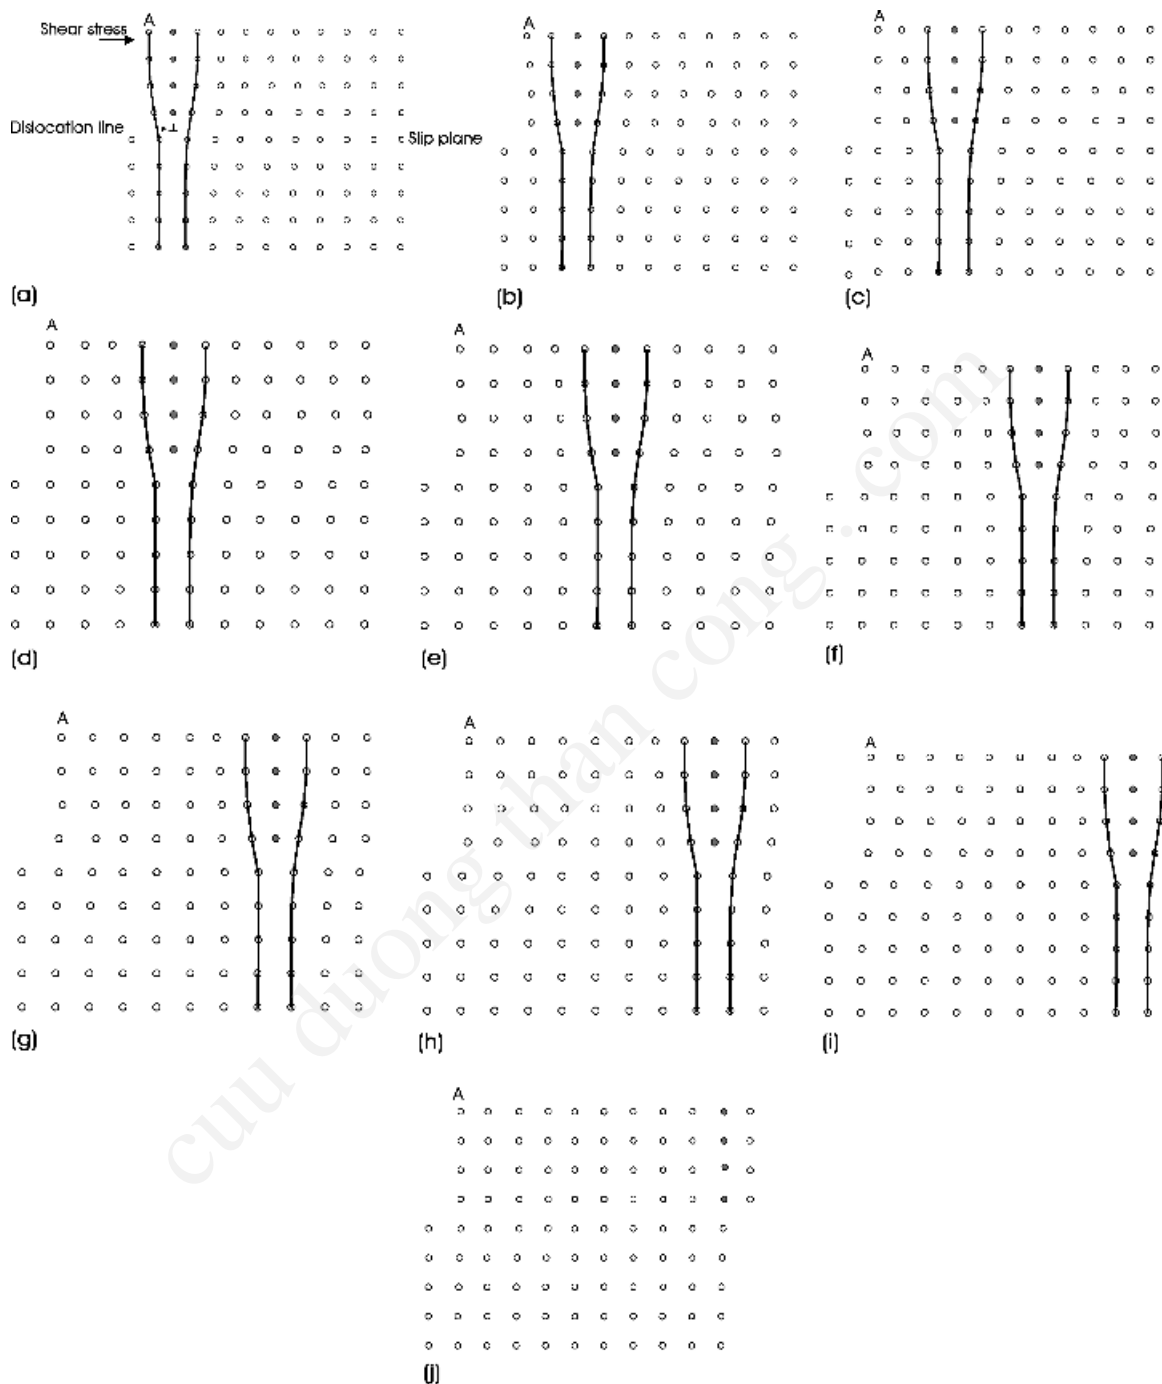 A
Shear stress
Dislocation line
Slip plane
(a)
A
(b)
A
(c)
A
(d)
A
(e)
A
(f)
A
(g)
A
(h)
A
(i)
A
(j)
cuu duong than cong . com